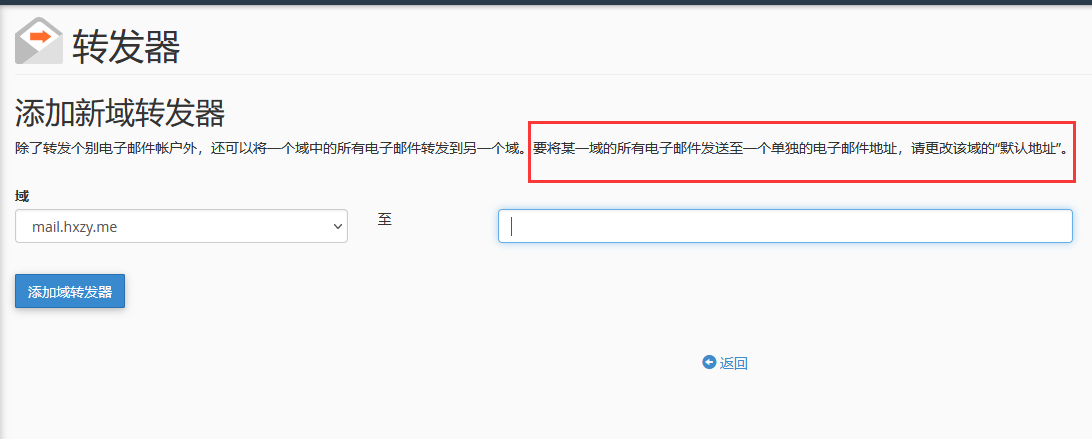 转发器
添加新域转发器
除了转发个别电子邮件帐户外，还可以将一个域中的所有电子邮件转发到另一个域。要将某一域的所有电子邮件发送至一个单独的电子邮件地址，请更改该域的“默认地址”。
域
mail.hxzy.me 至
添加域转发器
返回